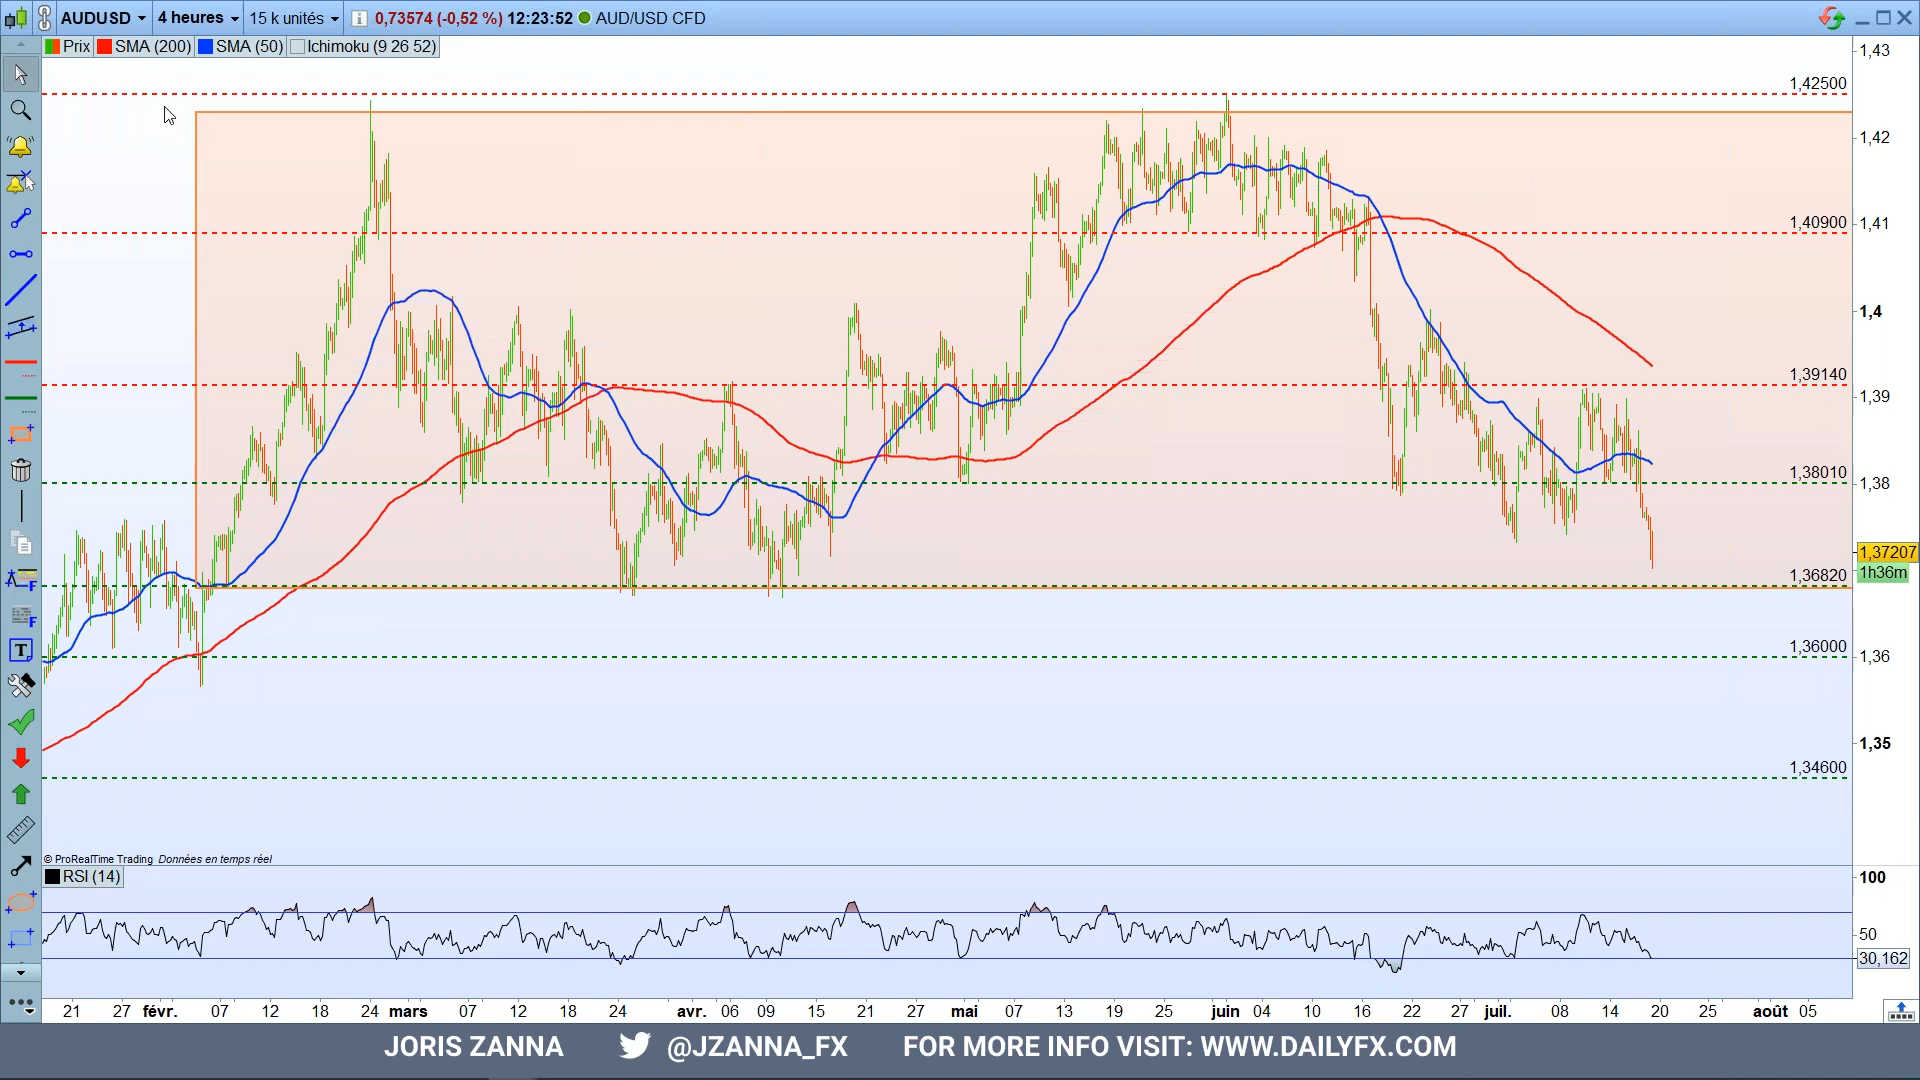 AUDUSD 4 heures 15 k unités 0,73574 (-0,52 %) 12:23:52 AUD/USD CFD
Prix SMA (200) SMA (50) Ichimoku (9 26 52)
1,43
1,42500
1,42
1,40900
1,41
1,4
1,39140
1,39
1,38010
1,38
1,37207
1,36820
1h36m
1,36000
1,36
1,35
1,34600
© ProRealTime Trading Données en temps réel
RSI (14)
100
50
30,162
21 27 févr. 07 12 18 24 mars 07 12 18 24 avr. 06 09 15 21 27 mai 07 13 19 25 juin 04 10 16 22 27 juil. 08 14 20 25 août 05
JORIS ZANNA @JZANNA_FX FOR MORE INFO VISIT: WWW.DAILYFX.COM